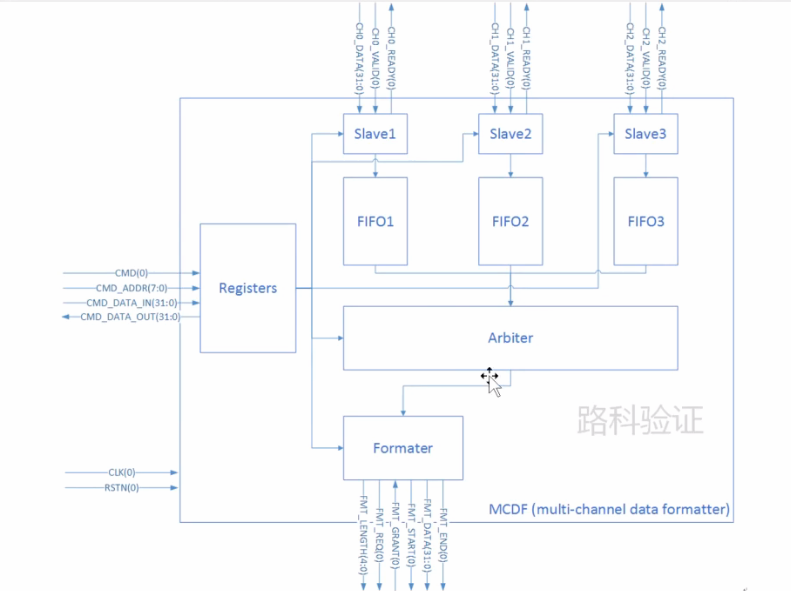 CH0_DATA(31:0)
CH0_VALID(0)
CH0_READY(0)
CH1_DATA(31:0)
CH1_VALID(0)
CH1_READY(0)
CH2_DATA(31:0)
CH2_VALID(0)
CH2_READY(0)
Slave1
Slave2
Slave3
FIFO1
FIFO2
FIFO3
CMD(0)
CMD_ADDR(7:0)
CMD_DATA_IN(31:0)
CMD_DATA_OUT(31:0)
Registers
Arbiter
路科验证
Formater
CLK(0)
RSTN(0)
MCDF (multi-channel data formatter)
FMT_LENGTH(4:0)
FMT_REQ(0)
FMT_GRANT(0)
FMT_START(0)
FMT_DATA(31:0)
FMT_END(0)